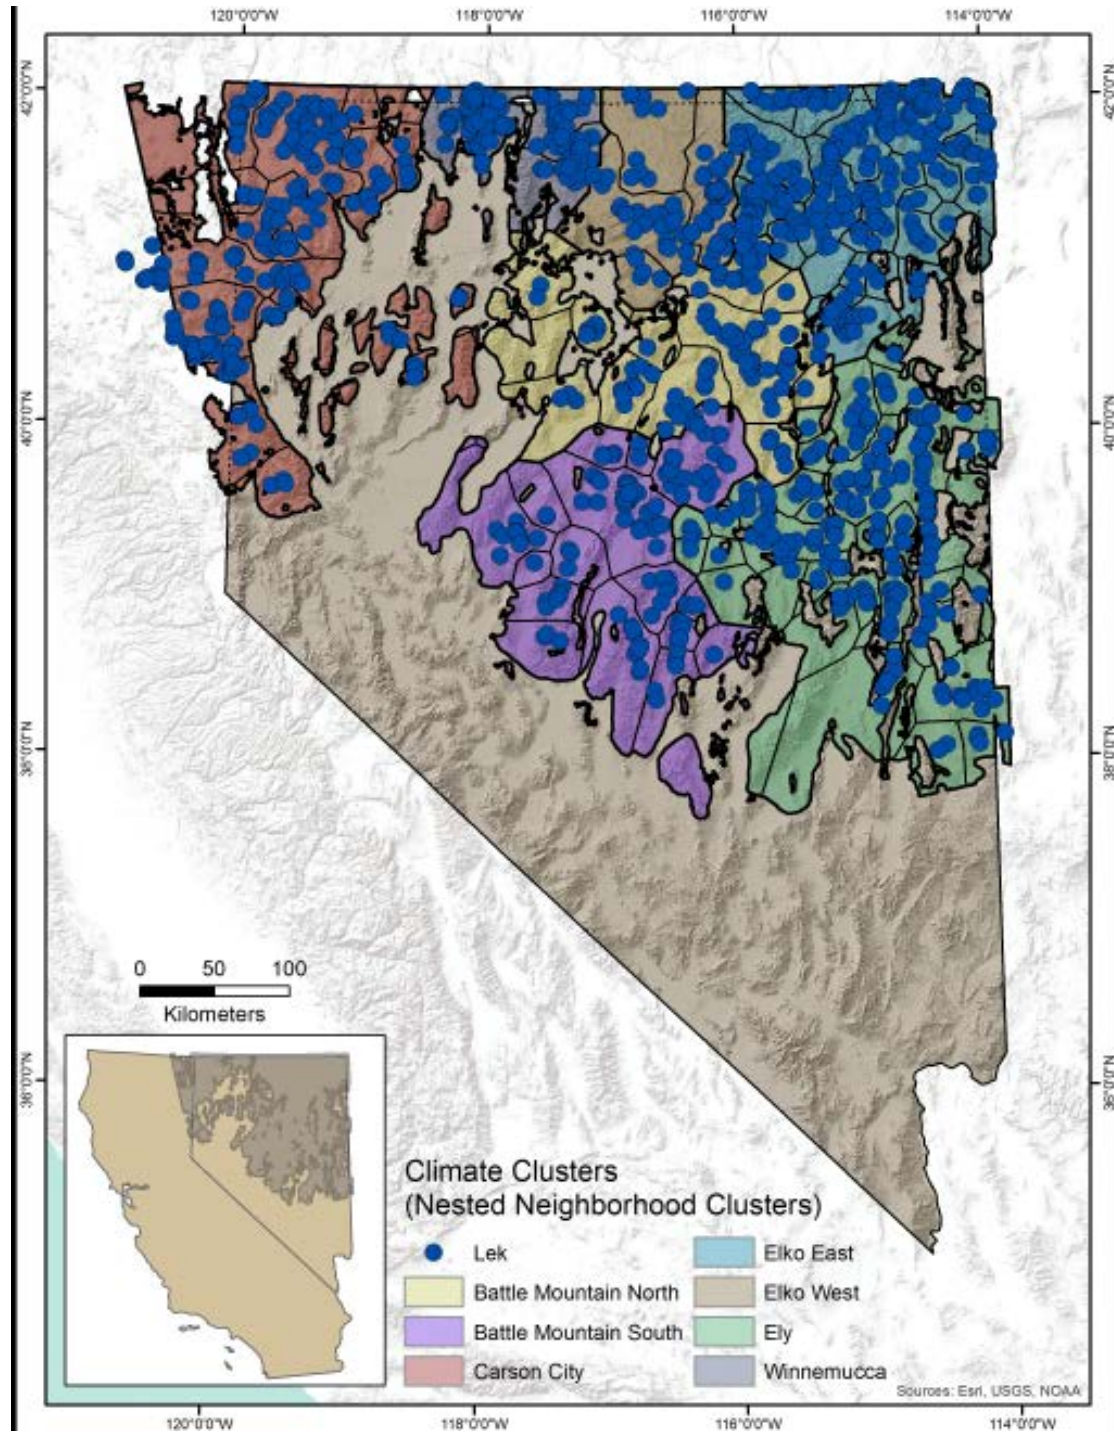 120°0'0"W 118°0'0"W 116°0'0"W 114°0'0"W
42°0'0"N 42°0'0"N
40°0'0"N 40°0'0"N
38°0'0"N 38°0'0"N
36°0'0"N 36°0'0"N
0 50 100
Kilometers
Climate Clusters
(Nested Neighborhood Clusters)
Lek
Battle Mountain North
Battle Mountain South
Carson City
Elko East
Elko West
Ely
Winnemucca
Sources: Esri, USGS, NOAA
120°0'0"W 118°0'0"W 116°0'0"W 114°0'0"W